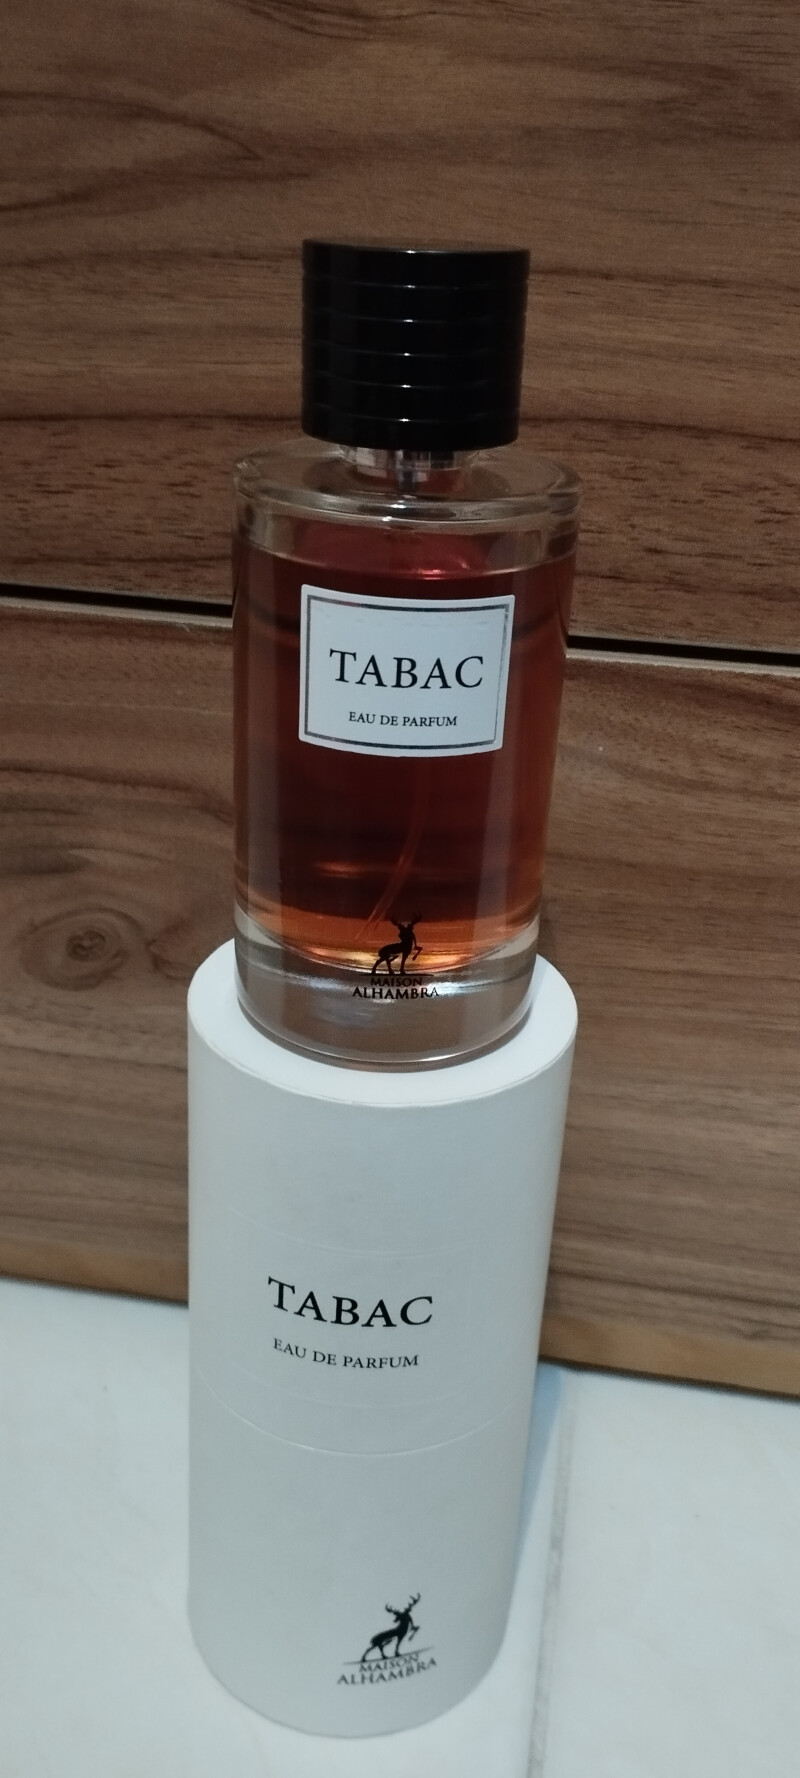 TABAC
EAU DE PARFUM
MAISON
ALHAMBRA
TABAC
EAU DE PARFUM
MAISON
ALHAMBRA